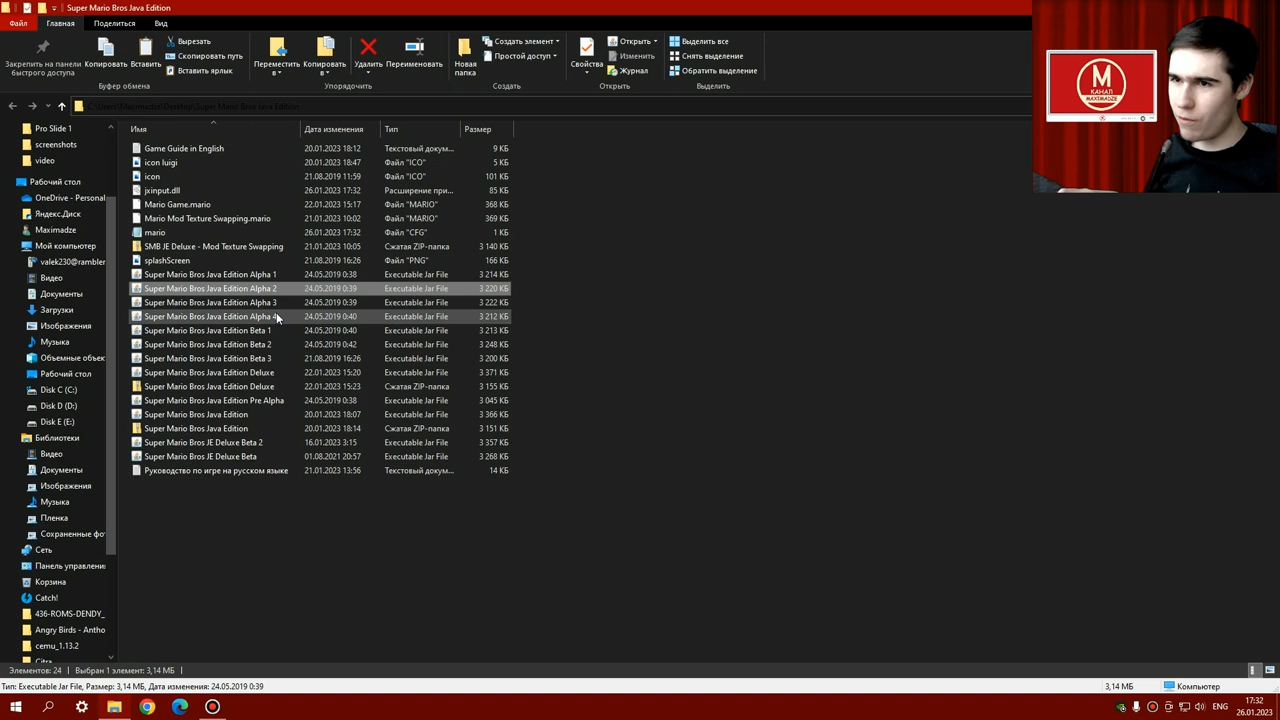 Super Mario Bros Java Edition
Файл Главная Поделиться Вид
Закрепить на панели быстрого доступа
Копировать
Вставить
Вырезать
Скопировать путь
Вставить ярлык
Буфер обмена
Переместить в
Копировать в
Удалить
Переименовать
Упорядочить
Новая папка
Создать элемент
Простой доступ
Создать
Свойства
Открыть
Изменить
Журнал
Открыть
Выделить все
Снять выделение
Обратить выделение
Выделить
М
КАНАЛ
MAXIMADZE
C:\Users\Maximadze\Desktop\Super Mario Bros Java Edition
Pro Slide 1
screenshots
video
Рабочий стол
OneDrive - Personal
Яндекс.Диск
Maximadze
Мой компьютер
valek230@rambler
Видео
Документы
Загрузки
Изображения
Музыка
Объемные объек
Рабочий стол
Disk C (C:)
Disk D (D:)
Disk E (E:)
Библиотеки
Видео
Документы
Изображения
Музыка
Пленка
Сохраненные фо
Сеть
Панель управлени
Корзина
Catch!
436-ROMS-DENDY_
Angry Birds - Antho
cemu_1.13.2
Citra
Имя Дата изменения Тип Размер
Game Guide in English 20.01.2023 18:12 Текстовый докум... 9 КБ
icon luigi 20.01.2023 18:47 Файл "ICO" 5 КБ
icon 21.08.2019 11:59 Файл "ICO" 101 КБ
jxinput.dll 26.01.2023 17:32 Расширение при... 85 КБ
Mario Game.mario 22.01.2023 15:17 Файл "MARIO" 368 КБ
Mario Mod Texture Swapping.mario 21.01.2023 10:02 Файл "MARIO" 369 КБ
mario 26.01.2023 17:32 Файл "CFG" 1 КБ
SMB JE Deluxe - Mod Texture Swapping 21.01.2023 10:05 Сжатая ZIP-папка 3 140 КБ
splashScreen 21.08.2019 16:26 Файл "PNG" 166 КБ
Super Mario Bros Java Edition Alpha 1 24.05.2019 0:38 Executable Jar File 3 214 КБ
Super Mario Bros Java Edition Alpha 2 24.05.2019 0:39 Executable Jar File 3 220 КБ
Super Mario Bros Java Edition Alpha 3 24.05.2019 0:39 Executable Jar File 3 222 КБ
Super Mario Bros Java Edition Alpha 4 24.05.2019 0:40 Executable Jar File 3 212 КБ
Super Mario Bros Java Edition Beta 1 24.05.2019 0:40 Executable Jar File 3 213 КБ
Super Mario Bros Java Edition Beta 2 24.05.2019 0:42 Executable Jar File 3 248 КБ
Super Mario Bros Java Edition Beta 3 21.08.2019 16:26 Executable Jar File 3 200 КБ
Super Mario Bros Java Edition Deluxe 22.01.2023 15:20 Executable Jar File 3 371 КБ
Super Mario Bros Java Edition Deluxe 22.01.2023 15:23 Сжатая ZIP-папка 3 155 КБ
Super Mario Bros Java Edition Pre Alpha 24.05.2019 0:38 Executable Jar File 3 045 КБ
Super Mario Bros Java Edition 20.01.2023 18:07 Executable Jar File 3 366 КБ
Super Mario Bros Java Edition 20.01.2023 18:14 Сжатая ZIP-папка 3 151 КБ
Super Mario Bros JE Deluxe Beta 2 16.01.2023 3:15 Executable Jar File 3 357 КБ
Super Mario Bros JE Deluxe Beta 01.08.2021 20:57 Executable Jar File 3 268 КБ
Руководство по игре на русском языке 21.01.2023 13:56 Текстовый докум... 14 КБ
Элементов: 24 Выбран 1 элемент: 3,14 МБ
Тип: Executable Jar File, Размер: 3,14 МБ, Дата изменения: 24.05.2019 0:39 3,14 МБ Компьютер
ENG
17:32
26.01.2023